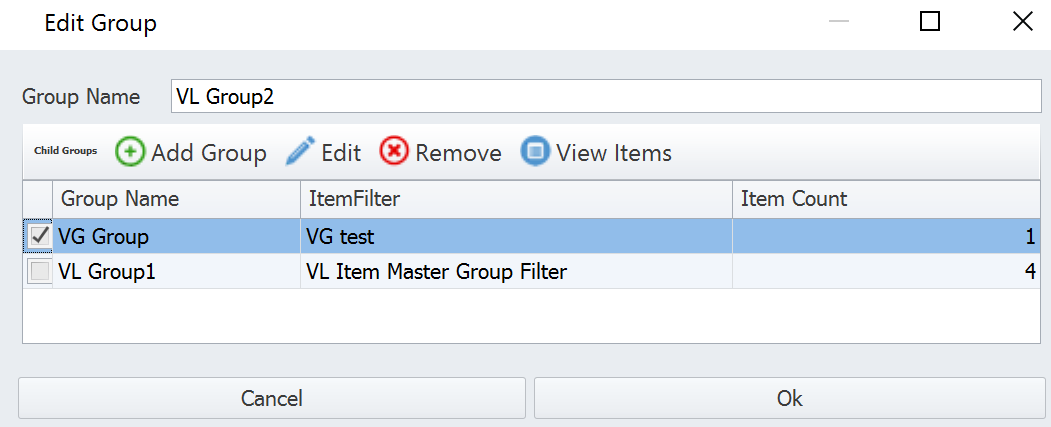 Edit Group
Group Name VL Group2
Child Groups Add Group Edit Remove View Items
Group Name ItemFilter Item Count
VG Group VG test 1
VL Group1 VL Item Master Group Filter 4
Cancel Ok